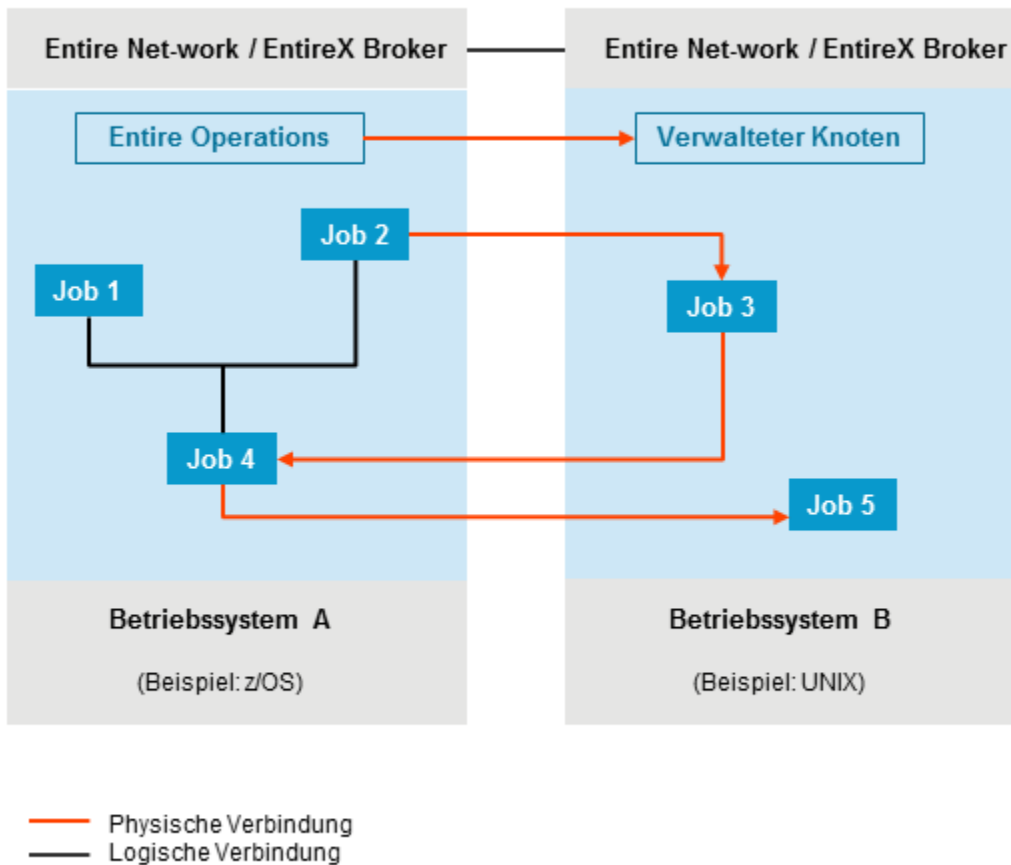 Entire Net-work / EntireX Broker
Entire Net-work / EntireX Broker
Entire Operations
Verwalteter Knoten
Job 2
Job 1
Job 3
Job 4
Job 5
Betriebssystem A
(Beispiel: z/OS)
Betriebssystem B
(Beispiel: UNIX)
Physische Verbindung
Logische Verbindung